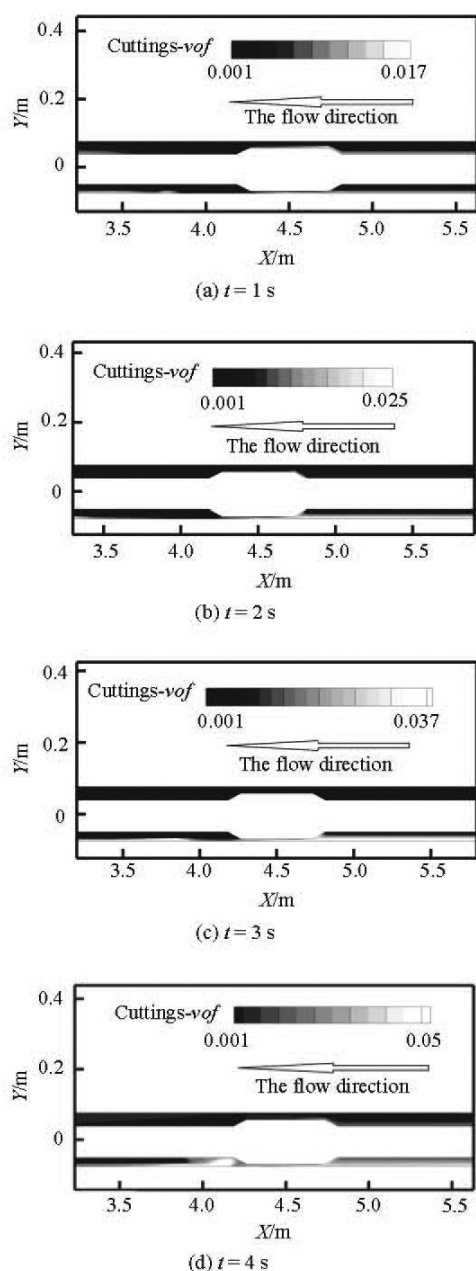 0.4
Cuttings-vof
0.001 0.017
Y/m
0.2
The flow direction
0
3.5 4.0 4.5 5.0 5.5
X/m
(a) t = 1 s
0.4
Cuttings-vof
0.001 0.025
Y/m
0.2
The flow direction
0
3.5 4.0 4.5 5.0 5.5
X/m
(b) t = 2 s
0.4
Cuttings-vof
0.001 0.037
Y/m
0.2
The flow direction
0
3.5 4.0 4.5 5.0 5.5
X/m
(c) t = 3 s
0.4
Cuttings-vof
0.001 0.05
Y/m
0.2
The flow direction
0
3.5 4.0 4.5 5.0 5.5
X/m
(d) t = 4 s